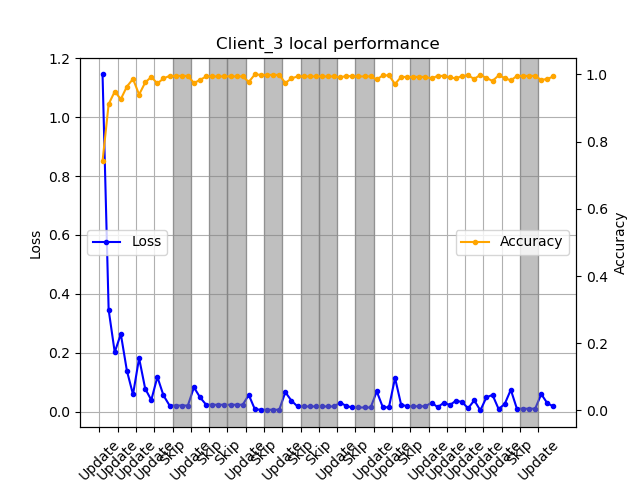 Client_3 local performance
1.2
1.0
0.8
0.6
0.4
0.2
0.0
Loss
Loss
Accuracy
1.0
0.8
0.6
0.4
0.2
0.0
Accuracy
Update
Update
Update
Update
Skip
Update
Skip
Skip
Update
Skip
Update
Skip
Skip
Update
Skip
Update
Update
Skip
Update
Update
Update
Update
Update
Skip
Update